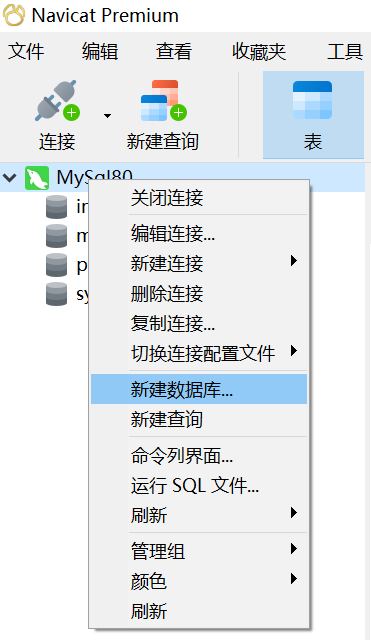 Navicat Premium
文件 编辑 查看 收藏夹 工具
连接 新建查询 表
MySql80
关闭连接
编辑连接...
新建连接
删除连接
复制连接...
切换连接配置文件
新建数据库...
新建查询
命令列界面...
运行 SQL 文件...
刷新
管理组
颜色
刷新